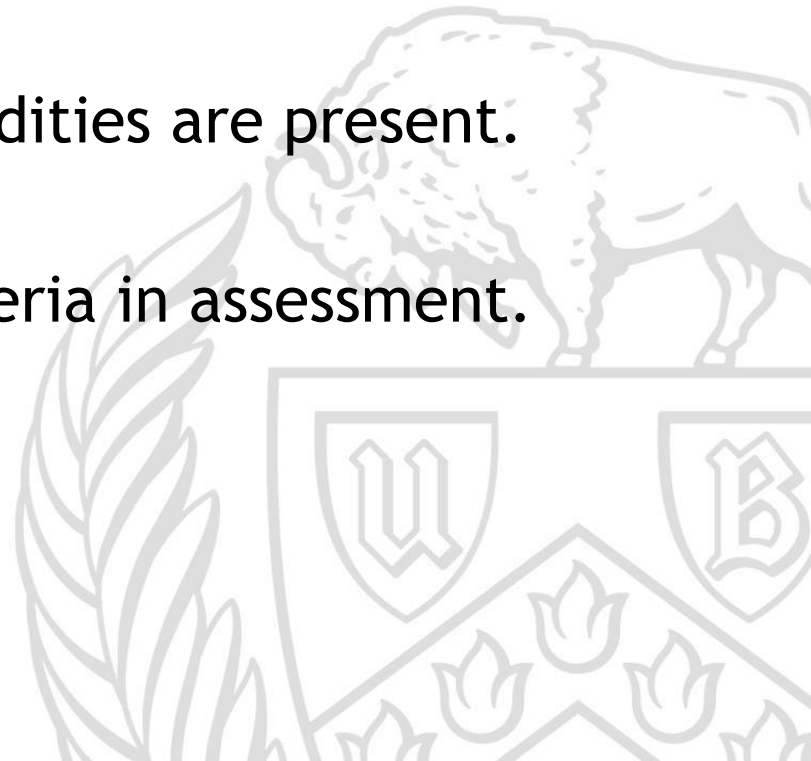 dities are present.
eria in assessment.
U B